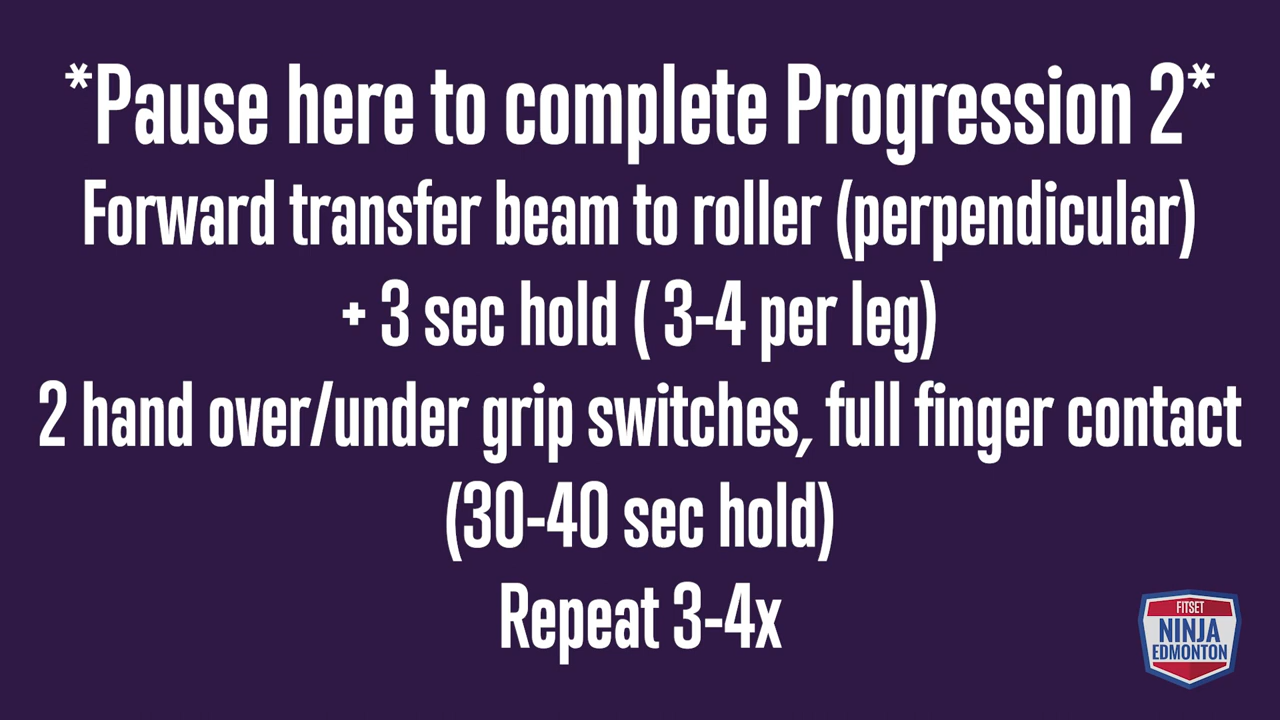 *Pause here to complete Progression 2*
Forward transfer beam to roller (perpendicular)
+ 3 sec hold ( 3-4 per leg)
2 hand over/under grip switches, full finger contact
(30-40 sec hold)
Repeat 3-4x
FITSET
NINJA
EDMONTON